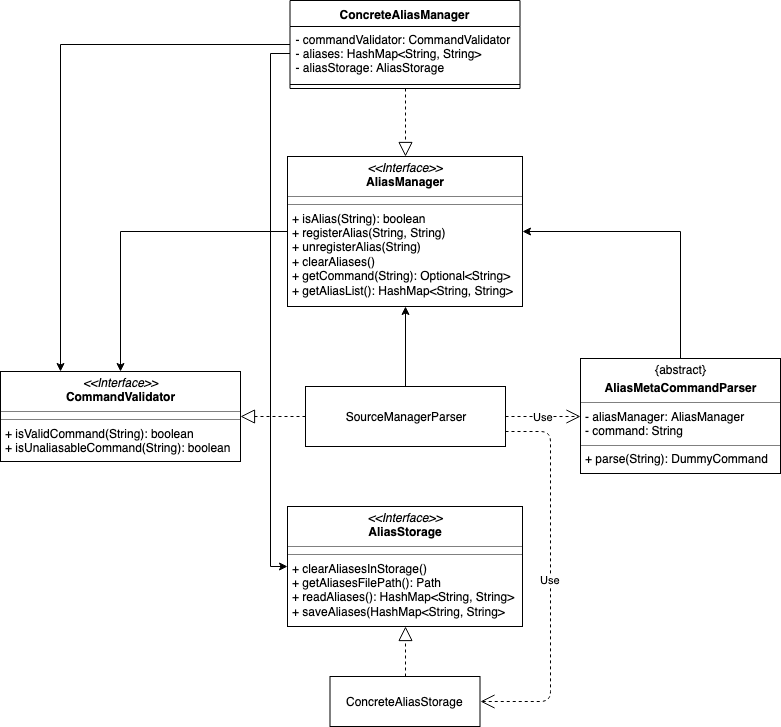 ConcreteAliasManager
- commandValidator: CommandValidator
- aliases: HashMap<String, String>
- aliasStorage: AliasStorage
<<Interface>>
AliasManager
+ isAlias(String): boolean
+ registerAlias(String, String)
+ unregisterAlias(String)
+ clearAliases()
+ getCommand(String): Optional<String>
+ getAliasList(): HashMap<String, String>
<<Interface>>
CommandValidator
+ isValidCommand(String): boolean
+ isUnaliasableCommand(String): boolean
SourceManagerParser
Use
{abstract}
AliasMetaCommandParser
- aliasManager: AliasManager
- command: String
+ parse(String): DummyCommand
<<Interface>>
AliasStorage
+ clearAliasesInStorage()
+ getAliasesFilePath(): Path
+ readAliases(): HashMap<String, String>
+ saveAliases(HashMap<String, String>
Use
ConcreteAliasStorage